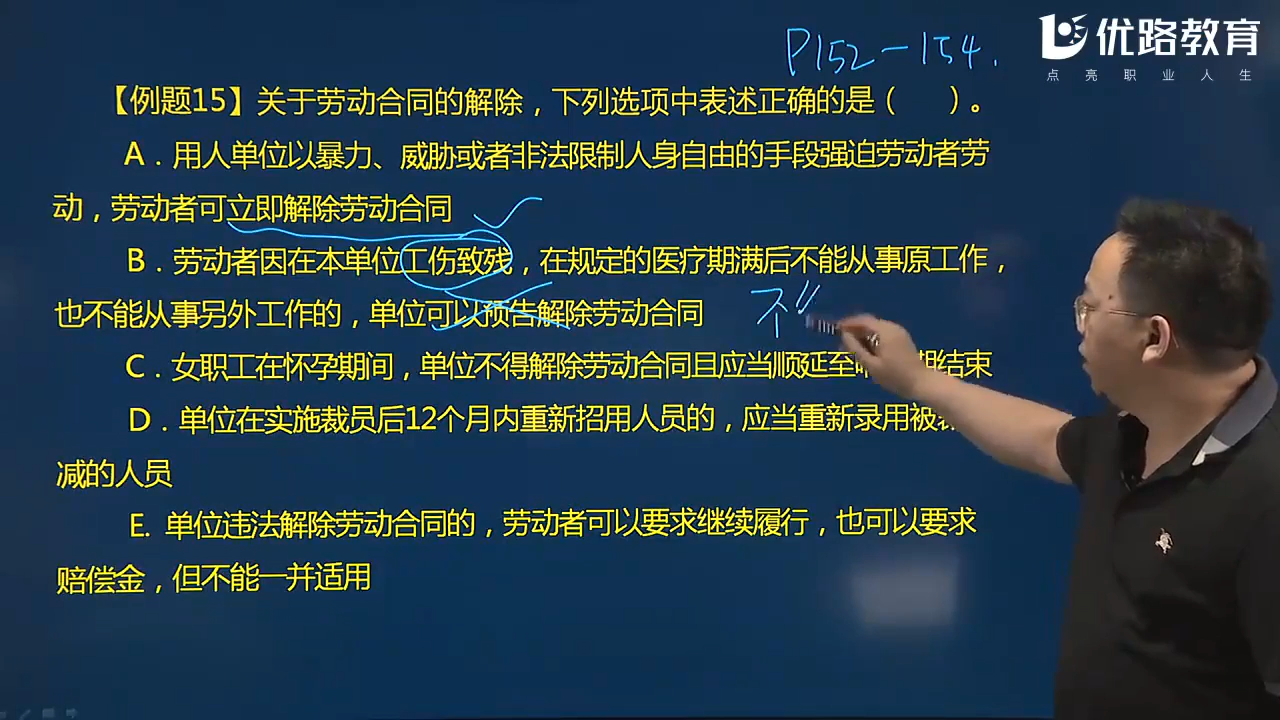 P152-154.
优路教育
点亮职业人生
【例题15】关于劳动合同的解除，下列选项中表述正确的是（　）。
A．用人单位以暴力、威胁或者非法限制人身自由的手段强迫劳动者劳
动，劳动者可立即解除劳动合同
B．劳动者因在本单位工伤致残，在规定的医疗期满后不能从事原工作，
也不能从事另外工作的，单位可以预告解除劳动合同 不
C．女职工在怀孕期间，单位不得解除劳动合同且应当顺延至 期结束
D．单位在实施裁员后12个月内重新招用人员的，应当重新录用被
减的人员
E. 单位违法解除劳动合同的，劳动者可以要求继续履行，也可以要求
赔偿金，但不能一并适用